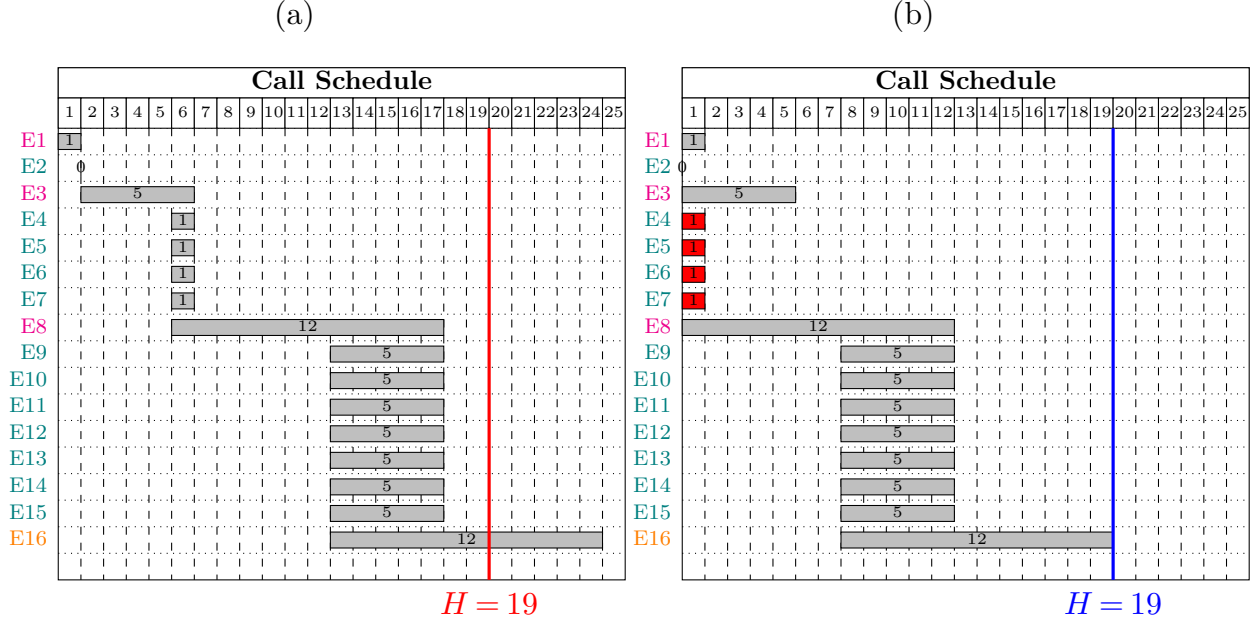 (a)
Call Schedule
1 2 3 4 5 6 7 8 9 10 11 12 13 14 15 16 17 18 19 20 21 22 23 24 25
E1 1
E2 0
E3 5
E4 1
E5 1
E6 1
E7 1
E8 12
E9 5
E10 5
E11 5
E12 5
E13 5
E14 5
E15 5
E16 12
H = 19
(b)
Call Schedule
1 2 3 4 5 6 7 8 9 10 11 12 13 14 15 16 17 18 19 20 21 22 23 24 25
E1 1
E2 0
E3 5
E4 1
E5 1
E6 1
E7 1
E8 12
E9 5
E10 5
E11 5
E12 5
E13 5
E14 5
E15 5
E16 12
H = 19